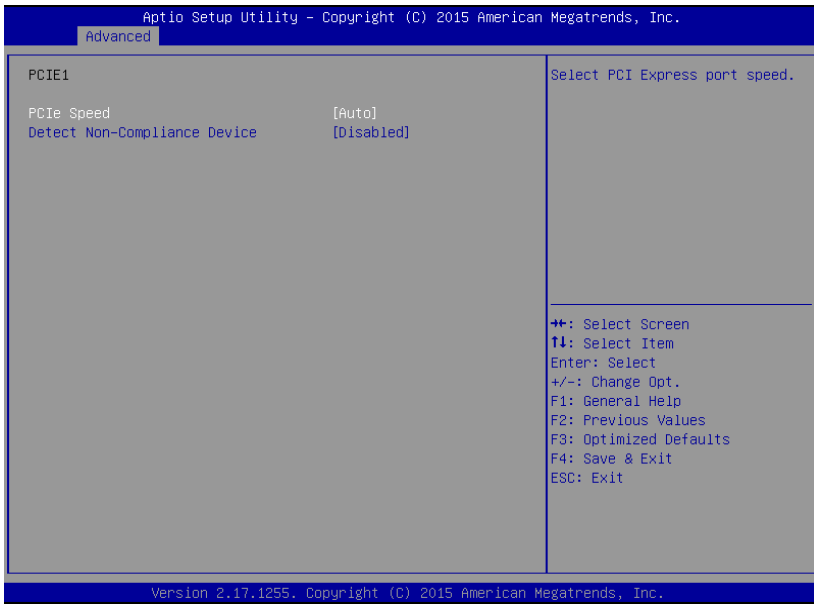 Aptio Setup Utility – Copyright (C) 2015 American Megatrends, Inc.
Advanced
PCIE1
PCIe Speed [Auto]
Detect Non-Compliance Device [Disabled]
Select PCI Express port speed.
→←: Select Screen
↑↓: Select Item
Enter: Select
+/-: Change Opt.
F1: General Help
F2: Previous Values
F3: Optimized Defaults
F4: Save & Exit
ESC: Exit
Version 2.17.1255. Copyright (C) 2015 American Megatrends, Inc.